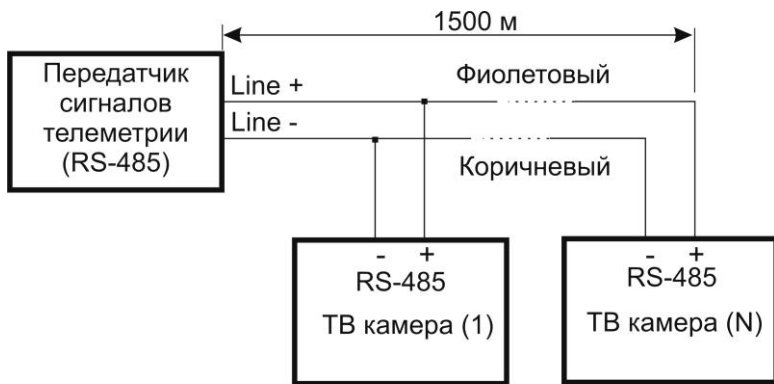 1500 м
Передатчик
сигналов
телеметрии
(RS-485)
Line +
Line -
Фиолетовый
Коричневый
- +
RS-485
ТВ камера (1)
- +
RS-485
ТВ камера (N)